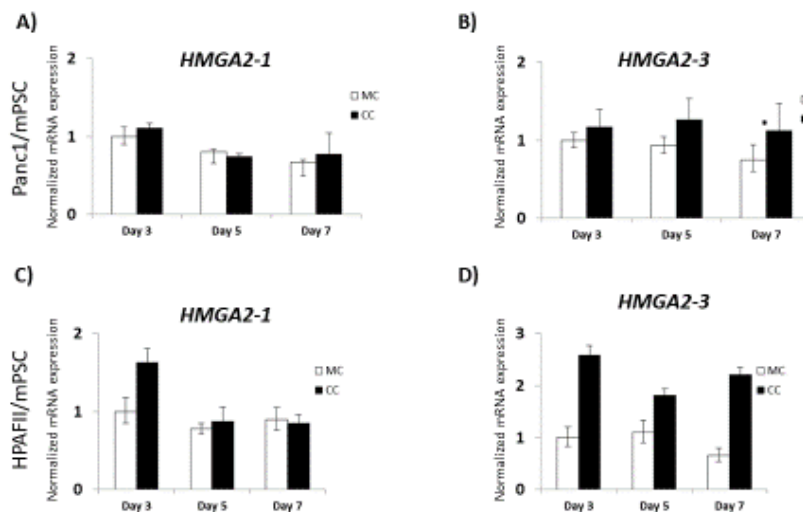 A)
HMGA2-1
Panc1/mPSC
Normalized mRNA expression
2
1
0
MC
CC
Day 3 Day 5 Day 7
B)
HMGA2-3
Normalized mRNA expression
2
1
0
*
Day 3 Day 5 Day 7
C)
HMGA2-1
HPAFII/mPSC
Normalized mRNA expression
2
1
0
MC
CC
Day 3 Day 5 Day 7
D)
HMGA2-3
Normalized mRNA expression
3
2
1
0
MC
CC
Day 3 Day 5 Day 7